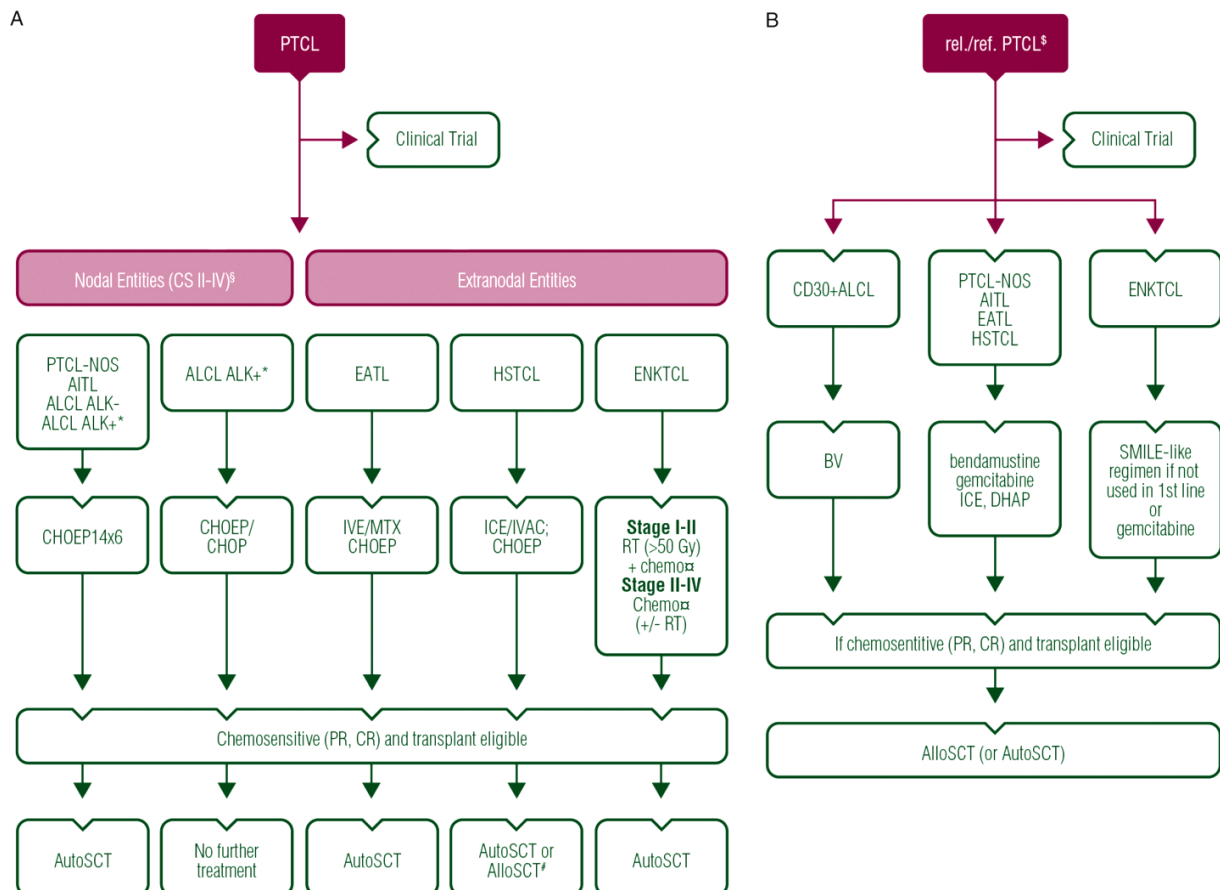 A
PTCL
Clinical Trial
Nodal Entities (CS II-IV)§
Extranodal Entities
PTCL-NOS
AITL
ALCL ALK-
ALCL ALK+*
ALCL ALK+*
EATL
HSTCL
ENKTCL
CHOEP14x6
CHOEP/
CHOP
IVE/MTX
CHOEP
ICE/IVAC;
CHOEP
Stage I-II
RT (>50 Gy)
+ chemo¤
Stage II-IV
Chemo¤
(+/- RT)
Chemosensitive (PR, CR) and transplant eligible
AutoSCT
No further
treatment
AutoSCT
AutoSCT or
AlloSCT#
AutoSCT
B
rel./ref. PTCL$
Clinical Trial
CD30+ALCL
PTCL-NOS
AITL
EATL
HSTCL
ENKTCL
BV
bendamustine
gemcitabine
ICE, DHAP
SMILE-like
regimen if not
used in 1st line
or
gemcitabine
If chemosentitive (PR, CR) and transplant eligible
AlloSCT (or AutoSCT)